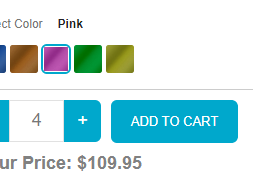 ect Color Pink
4 + ADD TO CART
ur Price: $109.95